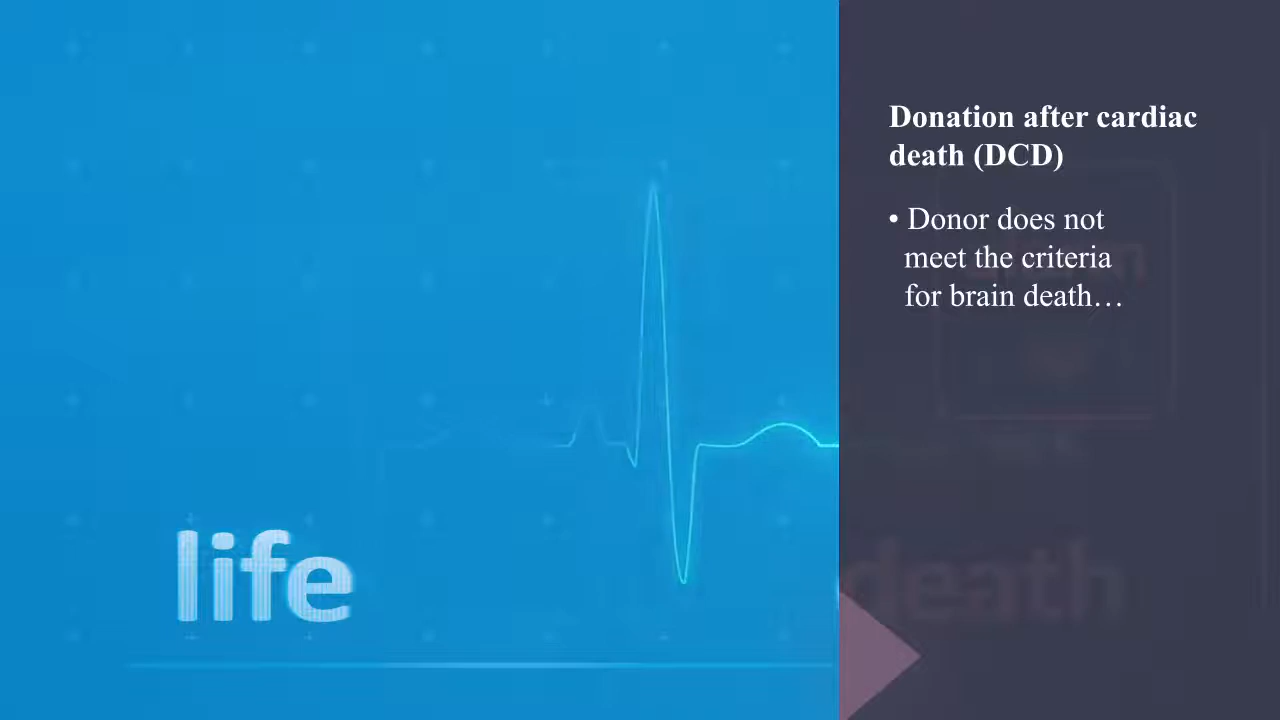 Donation after cardiac
death (DCD)
• Donor does not
meet the criteria
for brain death…
life
death